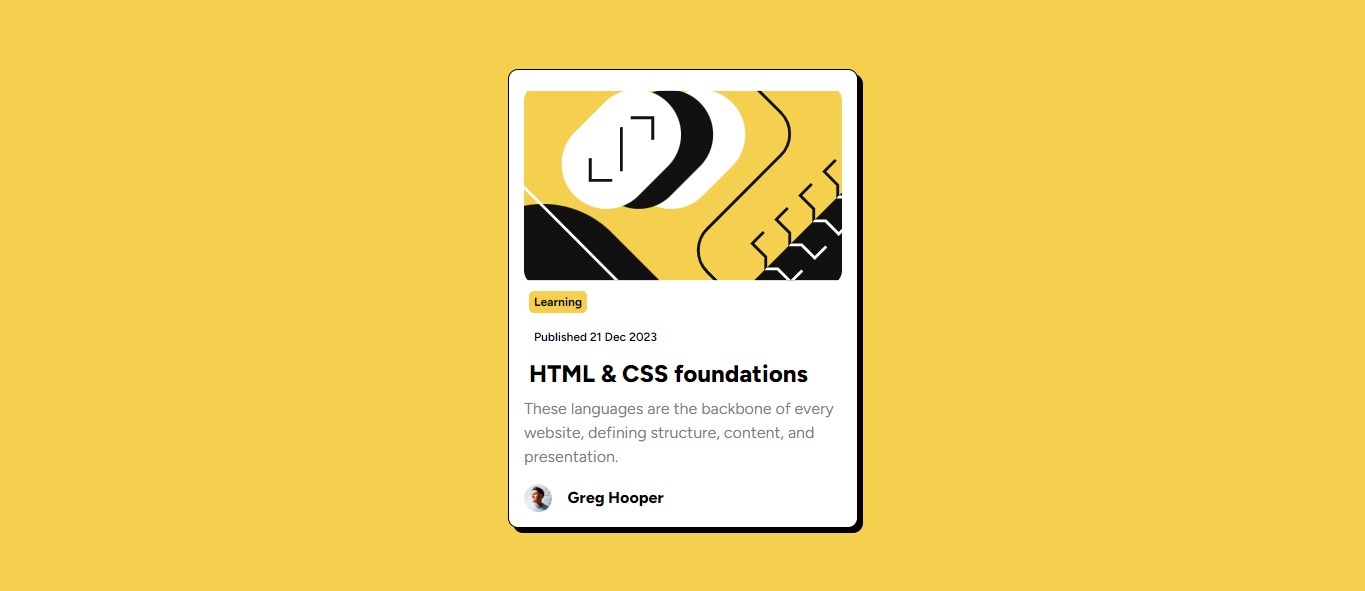 Learning
Published 21 Dec 2023
HTML & CSS foundations
These languages are the backbone of every
website, defining structure, content, and
presentation.
Greg Hooper